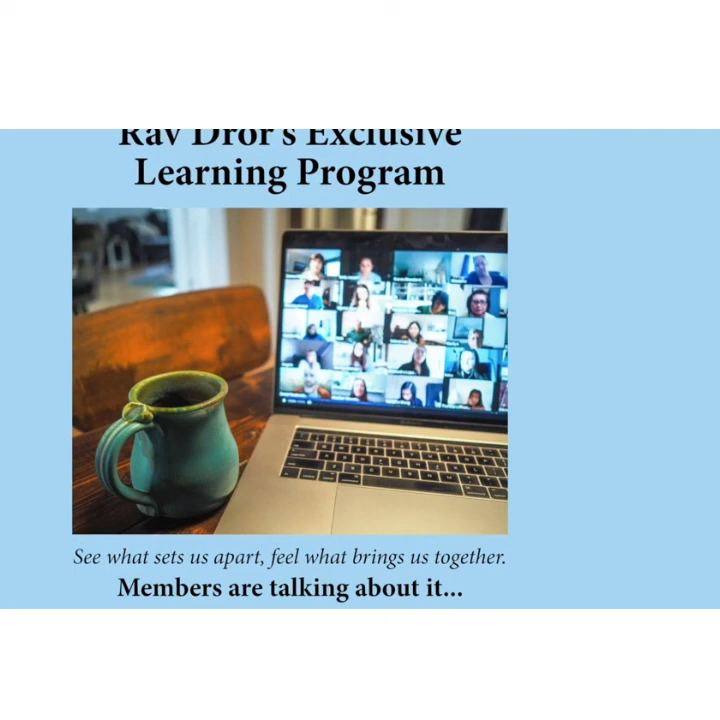 Rav Dror's Exclusive
Learning Program
See what sets us apart, feel what brings us together.
Members are talking about it...